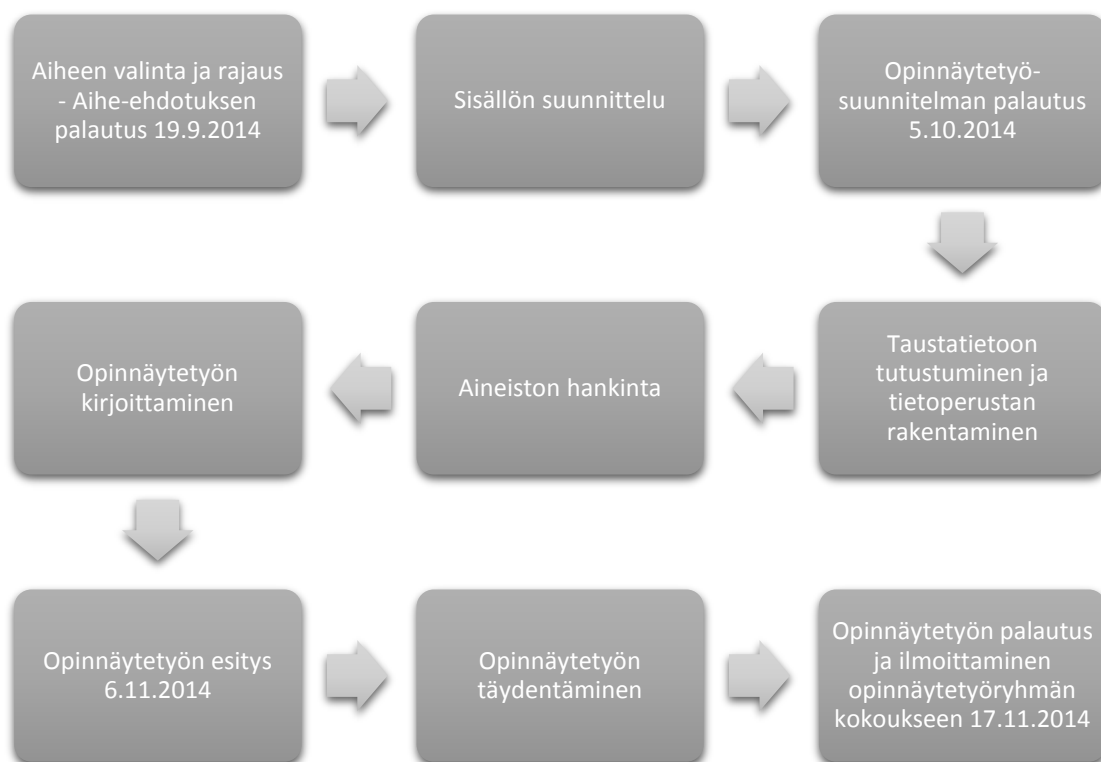 Aiheen valinta ja rajaus
- Aihe-ehdotuksen
palautus 19.9.2014
Sisällön suunnittelu
Opinnäytetyö-
suunnitelman palautus
5.10.2014
Taustatietoon
tutustuminen ja
tietoperustan
rakentaminen
Aineiston hankinta
Opinnäytetyön
kirjoittaminen
Opinnäytetyön esitys
6.11.2014
Opinnäytetyön
täydentäminen
Opinnäytetyön palautus
ja ilmoittaminen
opinnäytetyöryhmän
kokoukseen 17.11.2014